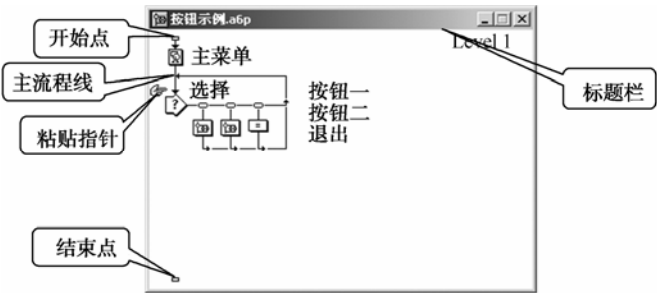 按钮示例.a6p
开始点
Level 1
主菜单
主流程线
选择
按钮一
标题栏
按钮二
粘贴指针
退出
结束点